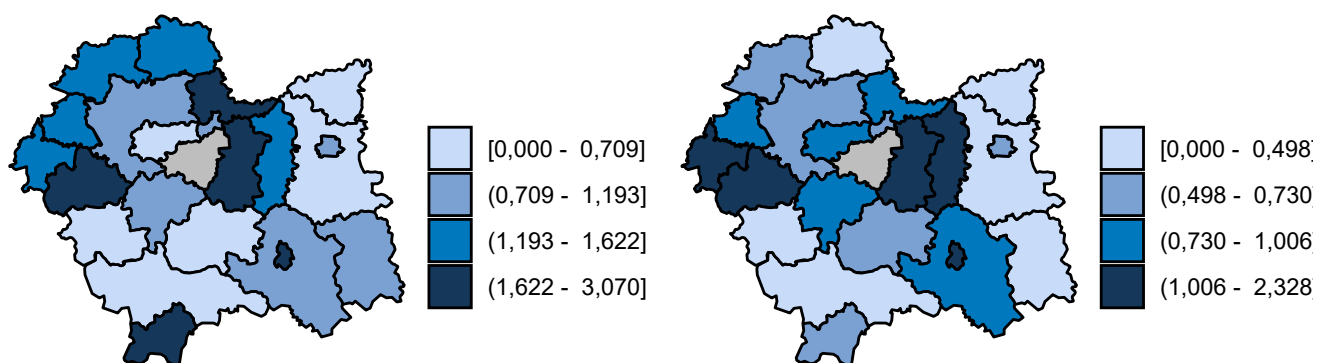 [0,000 - 0,709]
(0,709 - 1,193]
(1,193 - 1,622]
(1,622 - 3,070]
[0,000 - 0,498]
(0,498 - 0,730]
(0,730 - 1,006]
(1,006 - 2,328]